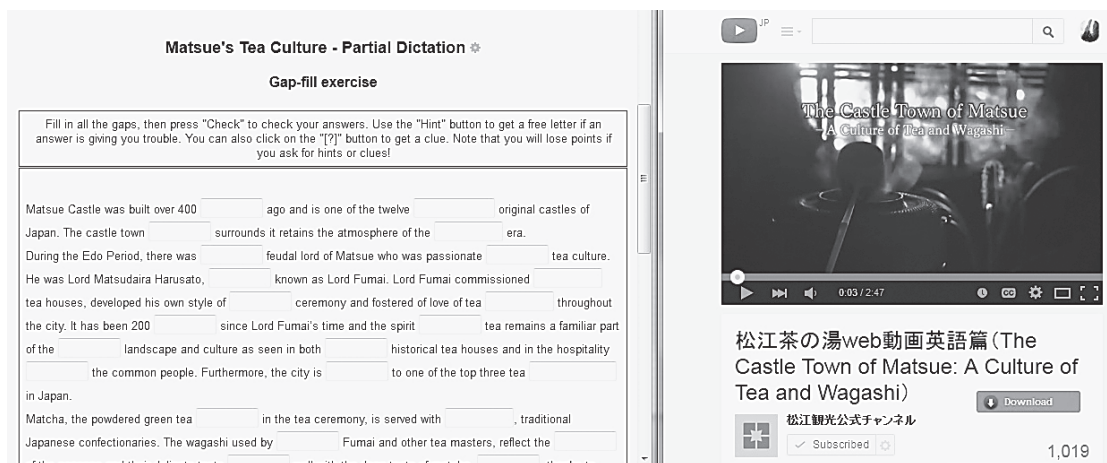 Matsue's Tea Culture - Partial Dictation
Gap-fill exercise
Fill in all the gaps, then press "Check" to check your answers. Use the "Hint" button to get a free letter if an
answer is giving you trouble. You can also click on the "[?]" button to get a clue. Note that you will lose points if
you ask for hints or clues!
Matsue Castle was built over 400 ago and is one of the twelve original castles of
Japan. The castle town surrounds it retains the atmosphere of the era.
During the Edo Period, there was feudal lord of Matsue who was passionate tea culture.
He was Lord Matsudaira Harusato, known as Lord Fumai. Lord Fumai commissioned
tea houses, developed his own style of ceremony and fostered of love of tea throughout
the city. It has been 200 since Lord Fumai's time and the spirit tea remains a familiar part
of the landscape and culture as seen in both historical tea houses and in the hospitality
the common people. Furthermore, the city is to one of the top three tea
in Japan.
Matcha, the powdered green tea in the tea ceremony, is served with , traditional
Japanese confectionaries. The wagashi used by Fumai and other tea masters, reflect the
JP
The Castle Town of Matsue
–A Culture of Tea and Wagashi–
0:03 / 2:47
CC
松江茶の湯web動画英語篇(The
Castle Town of Matsue: A Culture of
Tea and Wagashi)
Download
松江観光公式チャンネル
Subscribed
1,019